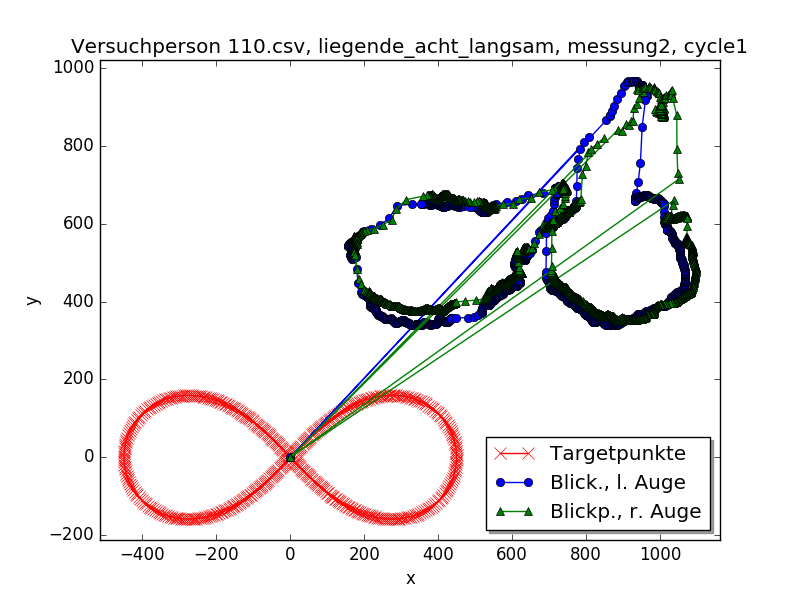 Versuchperson 110.csv, liegende_acht_langsam, messung2, cycle1
1000
800
600
400
200
0
−200
y
−400
−200
0
200
400
600
800
1000
x
Targetpunkte
Blick., l. Auge
Blickp., r. Auge